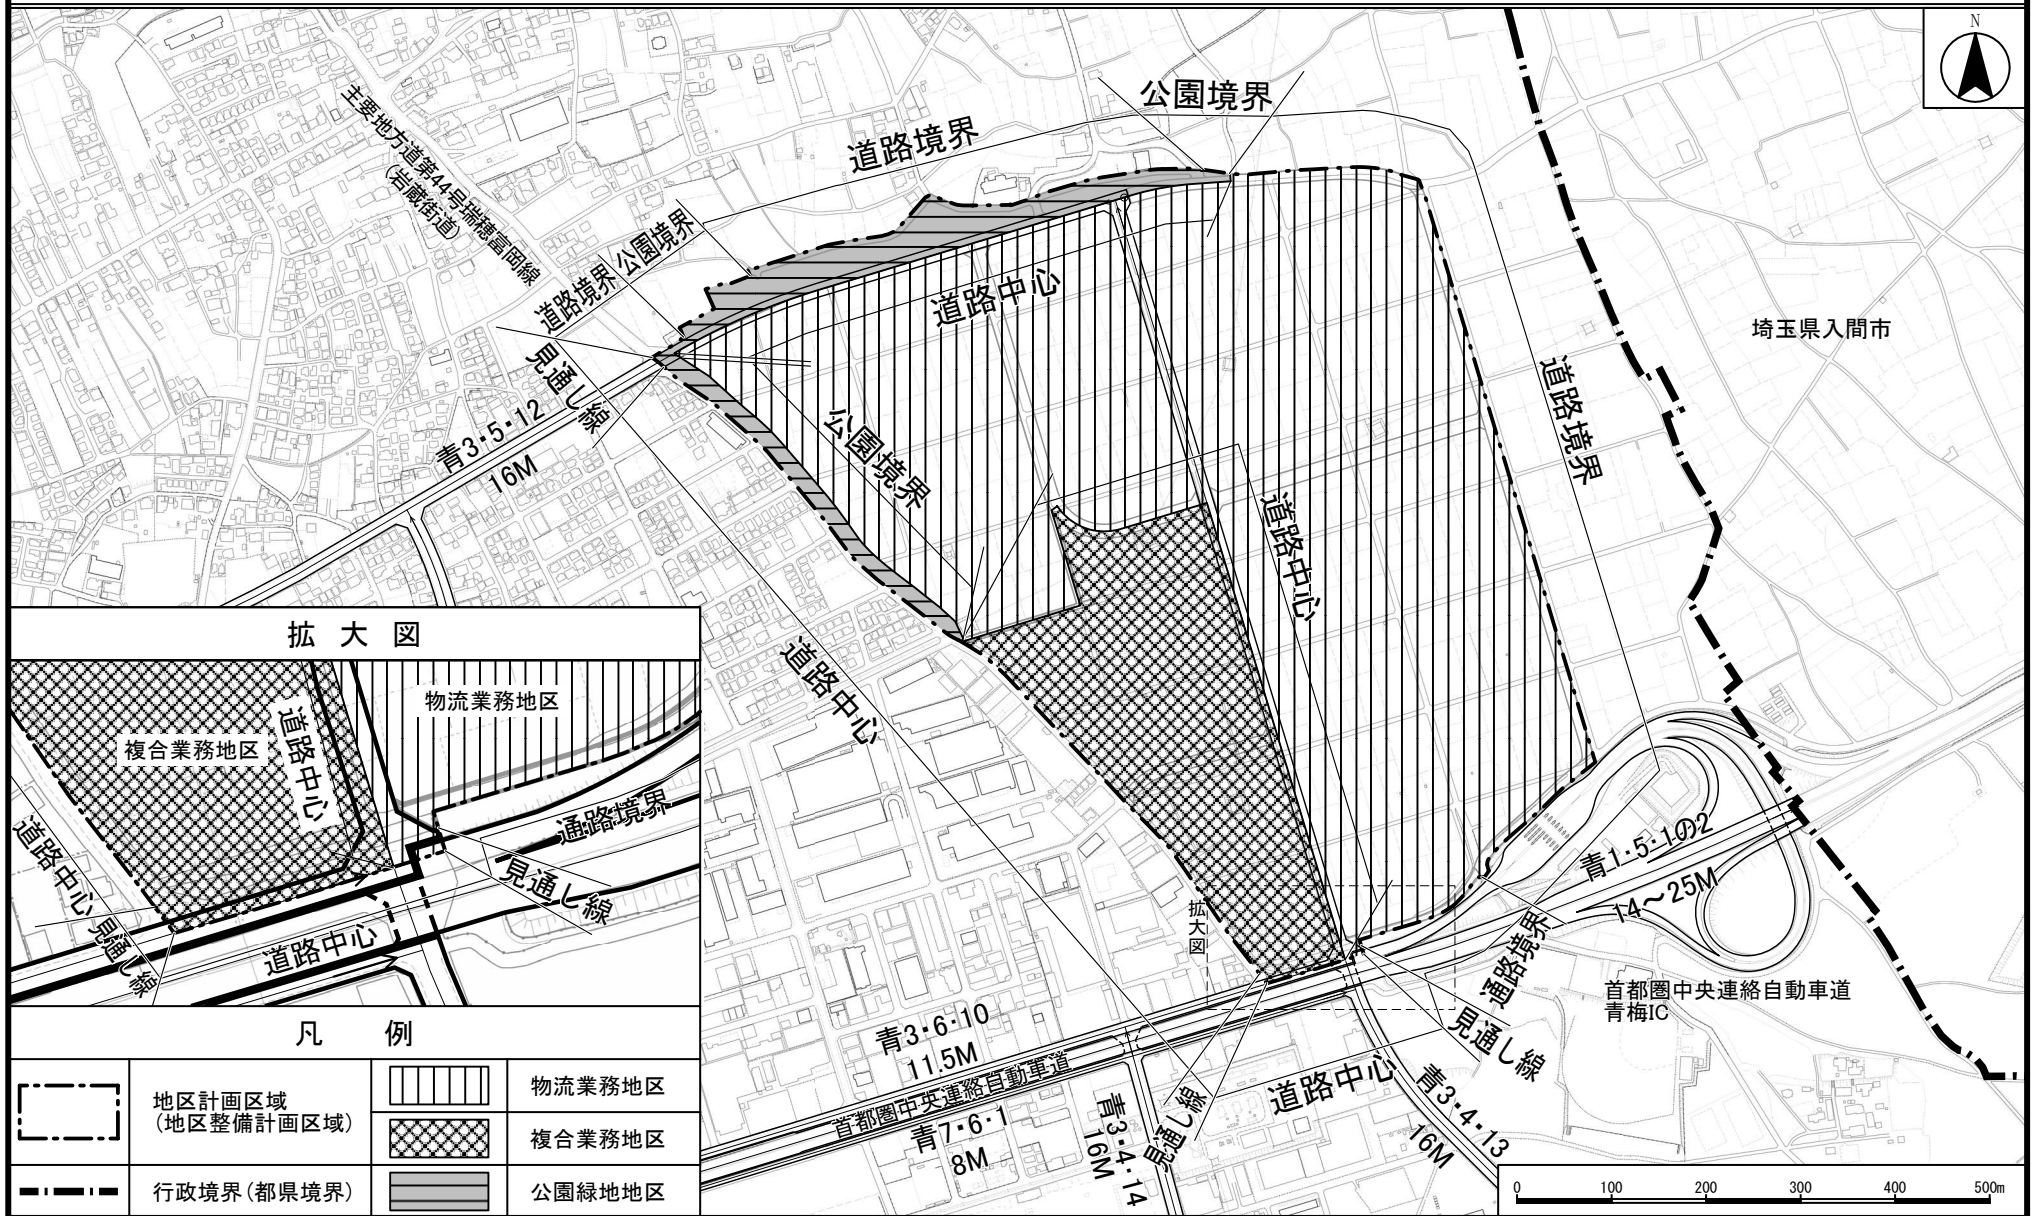 N
公園境界
道路境界
主要地方道第44号瑞穂富岡線
(岩蔵街道)
公園境界
道路境界
道路中心
埼玉県入間市
見通し線
道路境界
青3・5・12
16M
公園境界
道路中心
道路中心
拡大図
青1・5・1の2
14～25M
通路境界
首都圏中央連絡自動車道
青梅IC
見通し線
青3・6・10
11.5M
首都圏中央連絡自動車道
青7・6・1
8M
青3・4・14
16M
見通し線
道路中心
青3・4・13
16M
拡大図
物流業務地区
複合業務地区
道路中心
通路境界
道路中心
見通し線
見通し線
道路中心
凡例
地区計画区域
(地区整備計画区域)
物流業務地区
複合業務地区
行政境界(都県境界)
公園緑地地区
0 100 200 300 400 500m